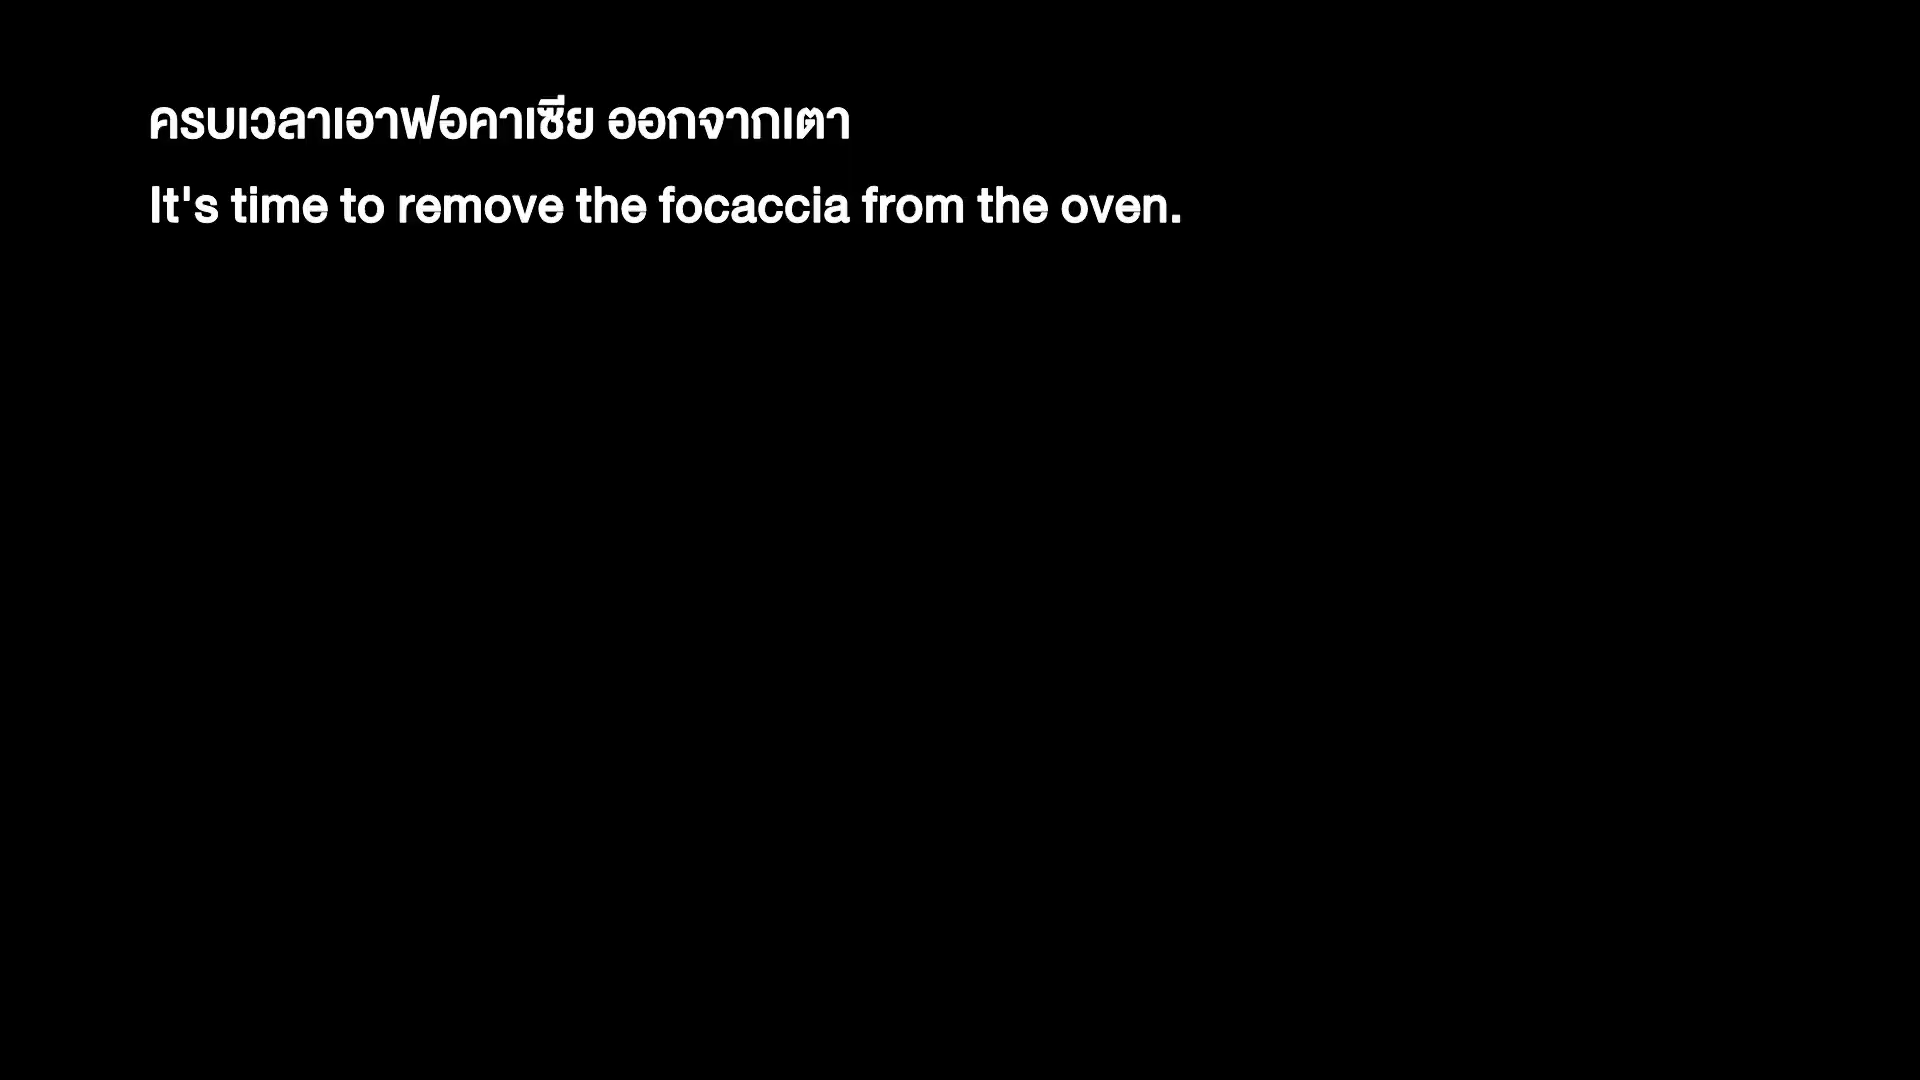 ครบเวลาเอาฟอคาเซีย ออกจากเตา
It's time to remove the focaccia from the oven.